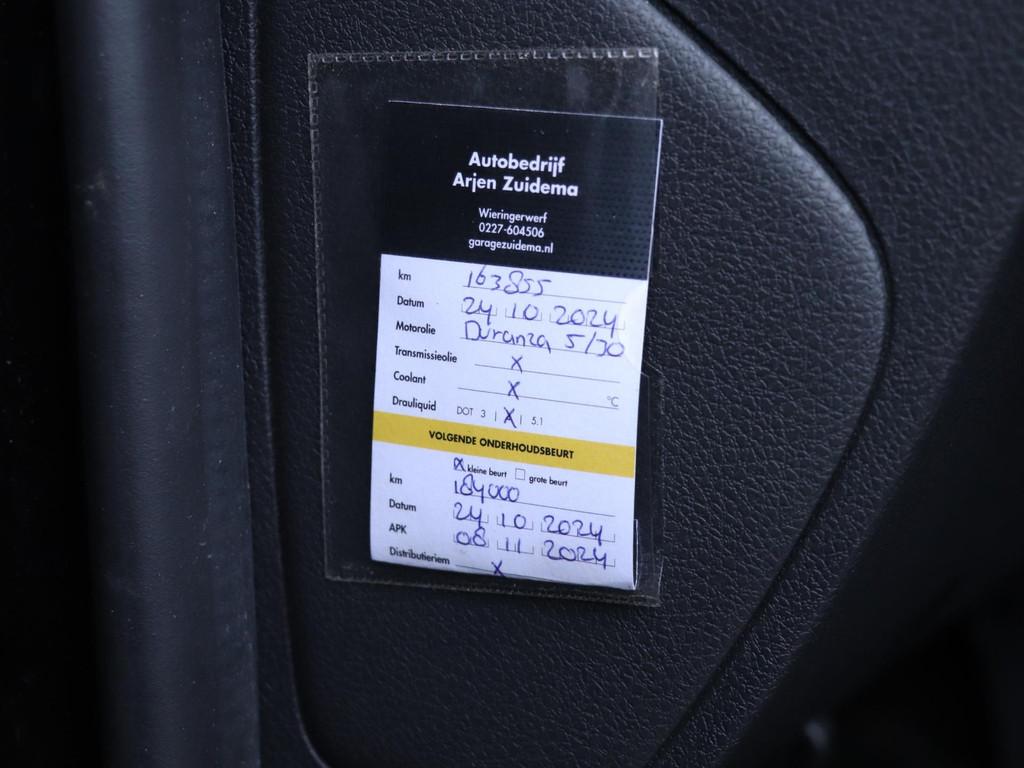 Autobedrijf
Arjen Zuidema
Wieringerwerf
0227-604506
garagezuidema.nl
km 163855
Datum 24 10 2024
Motorolie Duranza 5/30
Transmissieolie X
Coolant X °C
Drauliquid DOT 3 | X | 5.1
VOLGENDE ONDERHOUDSBEURT
X kleine beurt □ grote beurt
km 184000
Datum 24 10 2024
APK 08 11 2024
Distributieriem X